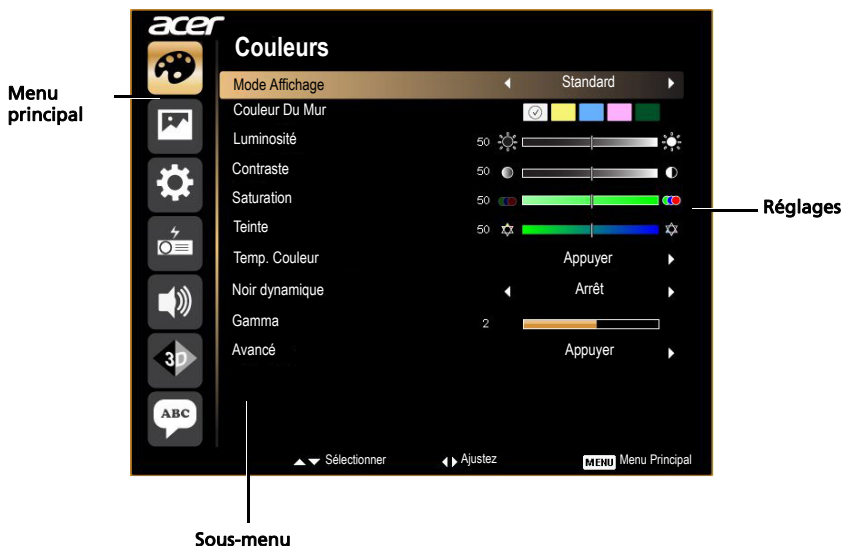 acer
Couleurs
Menu
principal
Mode Affichage Standard
Couleur Du Mur
Luminosité 50
Contraste 50
Saturation 50
Teinte 50
Réglages
Temp. Couleur Appuyer
Noir dynamique Arrêt
Gamma 2
Avancé Appuyer
3D
ABC
Sélectionner Ajustez MENU Menu Principal
Sous-menu